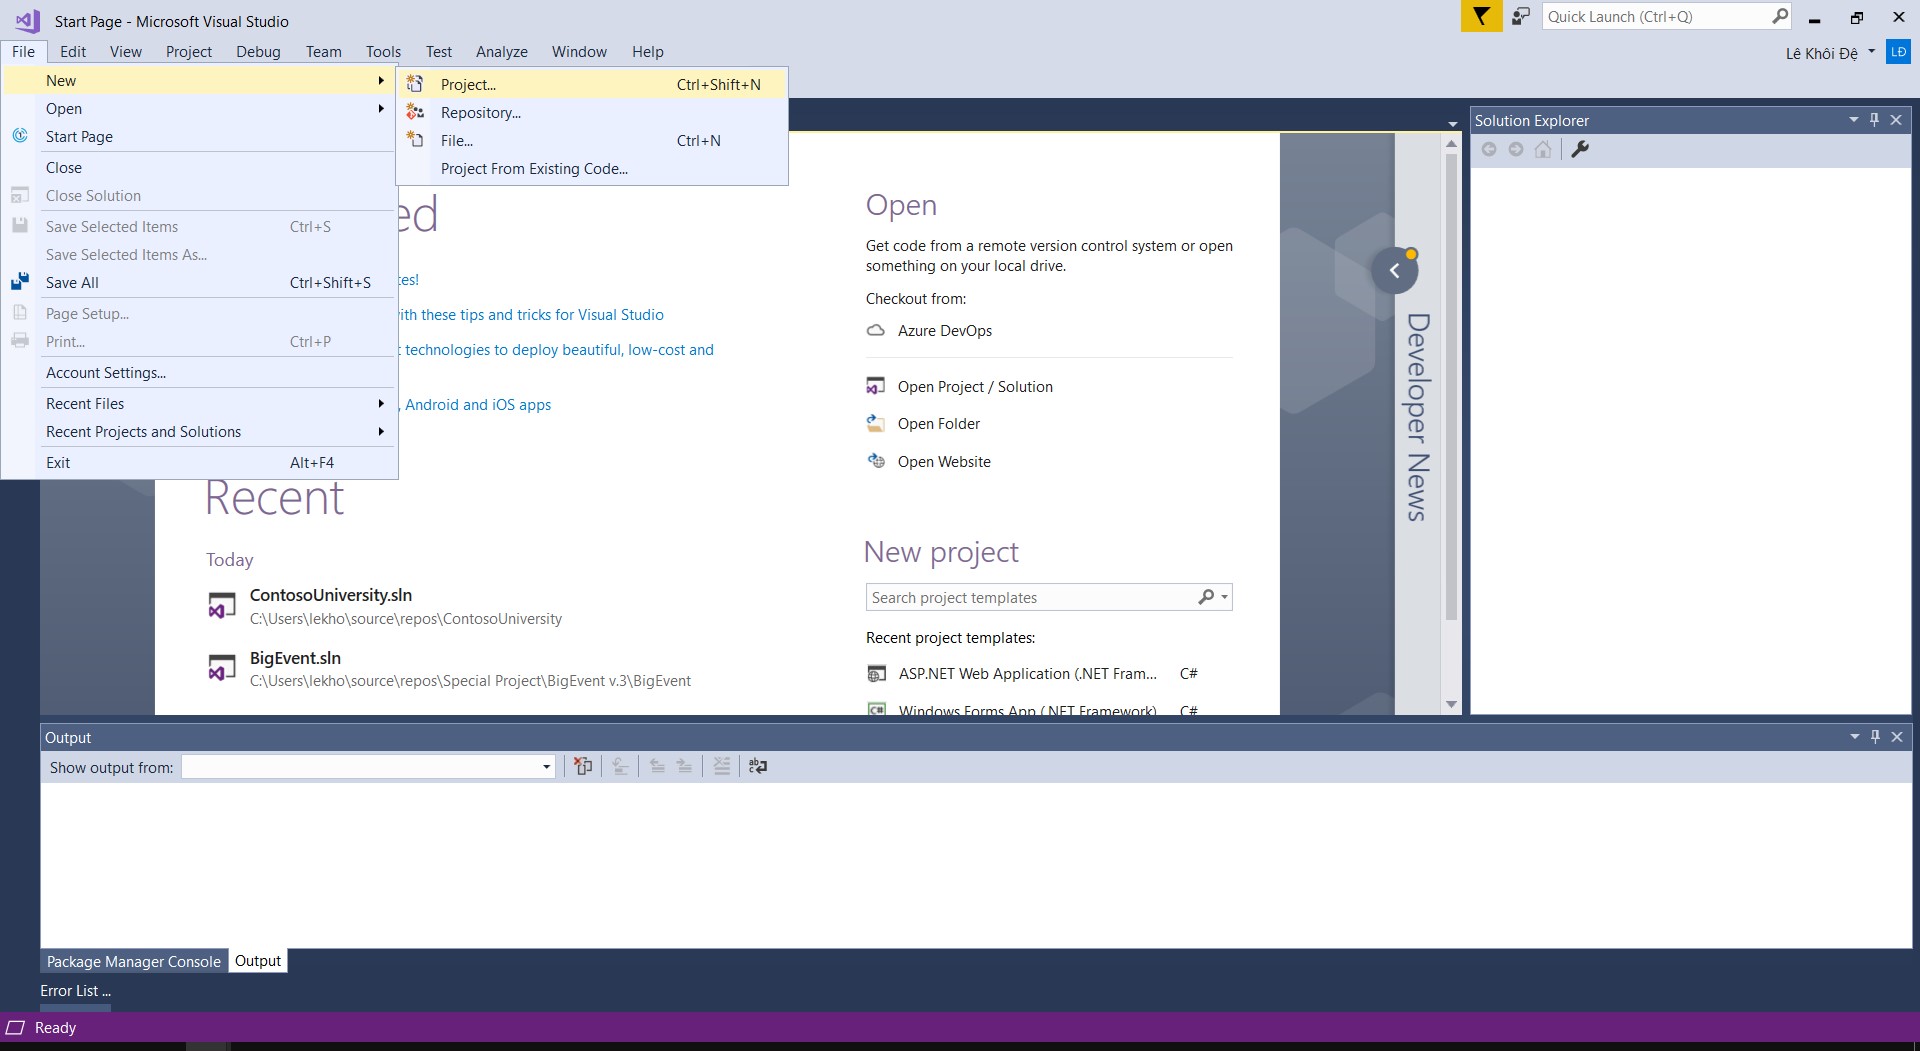 Start Page - Microsoft Visual Studio
Quick Launch (Ctrl+Q)
File Edit View Project Debug Team Tools Test Analyze Window Help
Lê Khôi Đệ
LĐ
New
Open
Start Page
Close
Close Solution
Save Selected Items Ctrl+S
Save Selected Items As...
Save All Ctrl+Shift+S
Page Setup...
Print... Ctrl+P
Account Settings...
Recent Files
Recent Projects and Solutions
Exit Alt+F4
Project... Ctrl+Shift+N
Repository...
File... Ctrl+N
Project From Existing Code...
with these tips and tricks for Visual Studio
technologies to deploy beautiful, low-cost and
, Android and iOS apps
Recent
Today
ContosoUniversity.sln
C:\Users\lekho\source\repos\ContosoUniversity
BigEvent.sln
C:\Users\lekho\source\repos\Special Project\BigEvent v.3\BigEvent
Open
Get code from a remote version control system or open
something on your local drive.
Checkout from:
Azure DevOps
Open Project / Solution
Open Folder
Open Website
New project
Search project templates
Recent project templates:
ASP.NET Web Application (.NET Fram... C#
Windows Forms App (.NET Framework) C#
Developer News
Solution Explorer
Output
Show output from:
Package Manager Console Output
Error List ...
Ready